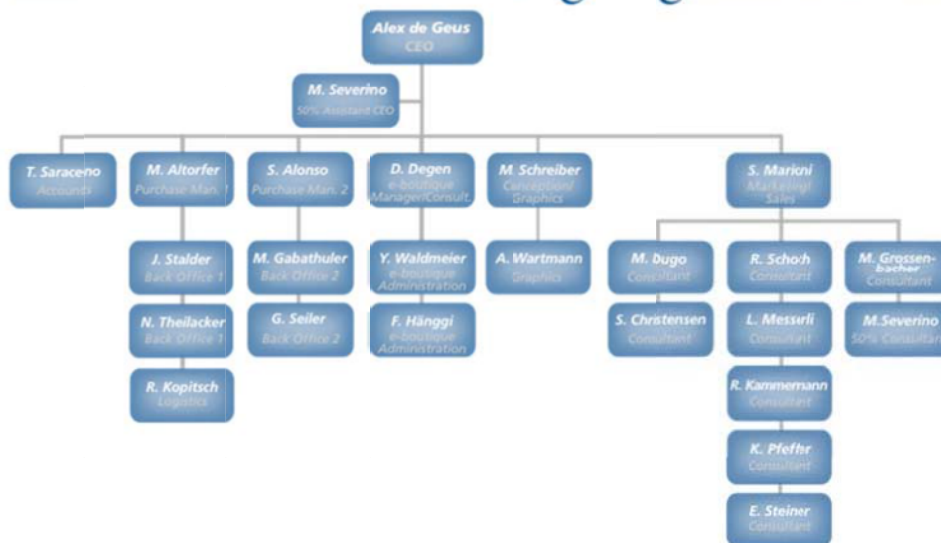 Alex de Geus
CEO
M. Severino
50% Assistant CEO
T. Saraceno
Accounts
M. Altorfer
Purchase Man. 1
S. Alonso
Purchase Man. 2
D. Degen
e-boutique
Manager/Consult.
M. Schreiber
Conception/
Graphics
S. Marioni
Marketing/
Sales
J. Stalder
Back Office 1
M. Gabathuler
Back Office 2
Y. Waldmeier
e-boutique
Administration
A. Wartmann
Graphics
M. Dugo
Consultant
R. Schoch
Consultant
M. Grossen-
bacher
Consultant
N. Theilacker
Back Office 1
G. Seiler
Back Office 2
F. Hänggi
e-boutique
Administration
S. Christensen
Consultant
L. Messerli
Consultant
M.Severino
50% Consultant
R. Kopitsch
Logistics
R. Kammermann
Consultant
K. Pfeffer
Consultant
E. Steiner
Consultant